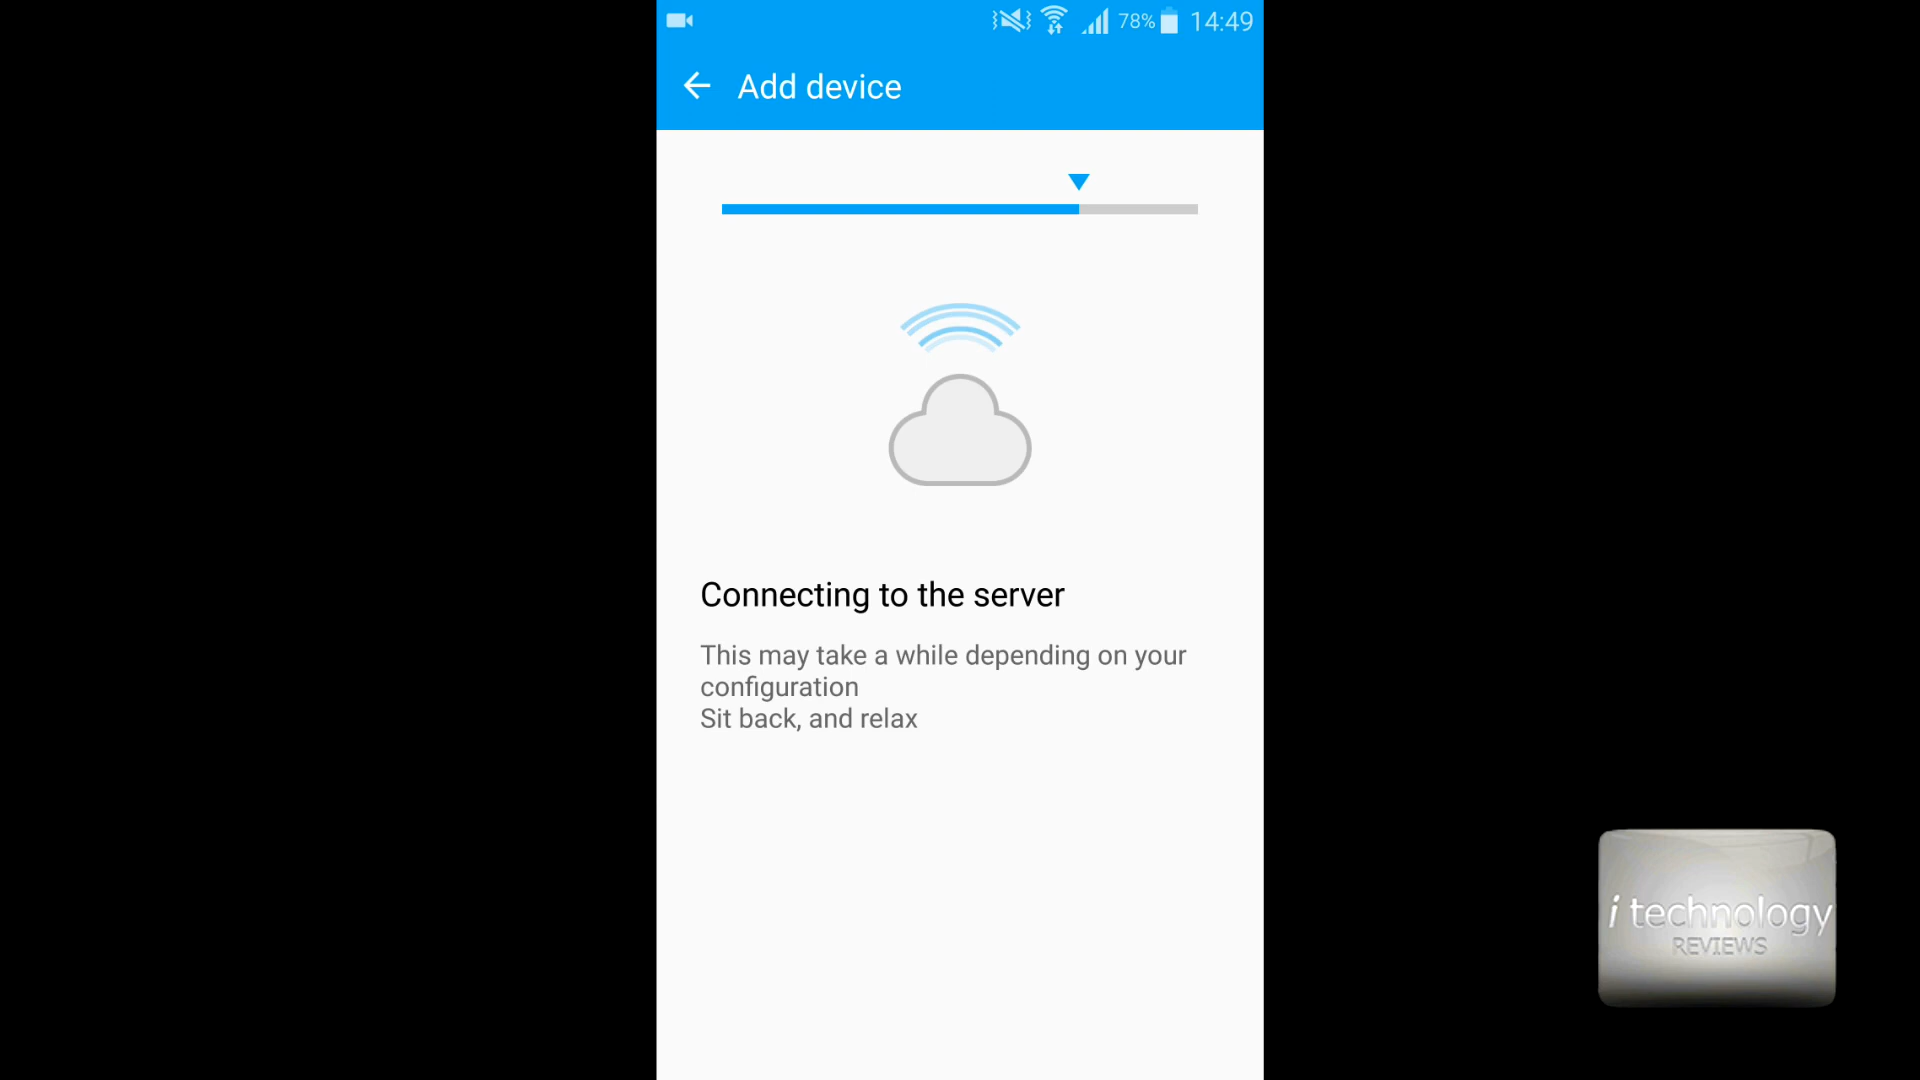 78% 14:49
Add device
Connecting to the server
This may take a while depending on your
configuration
Sit back, and relax
i technology
REVIEWS